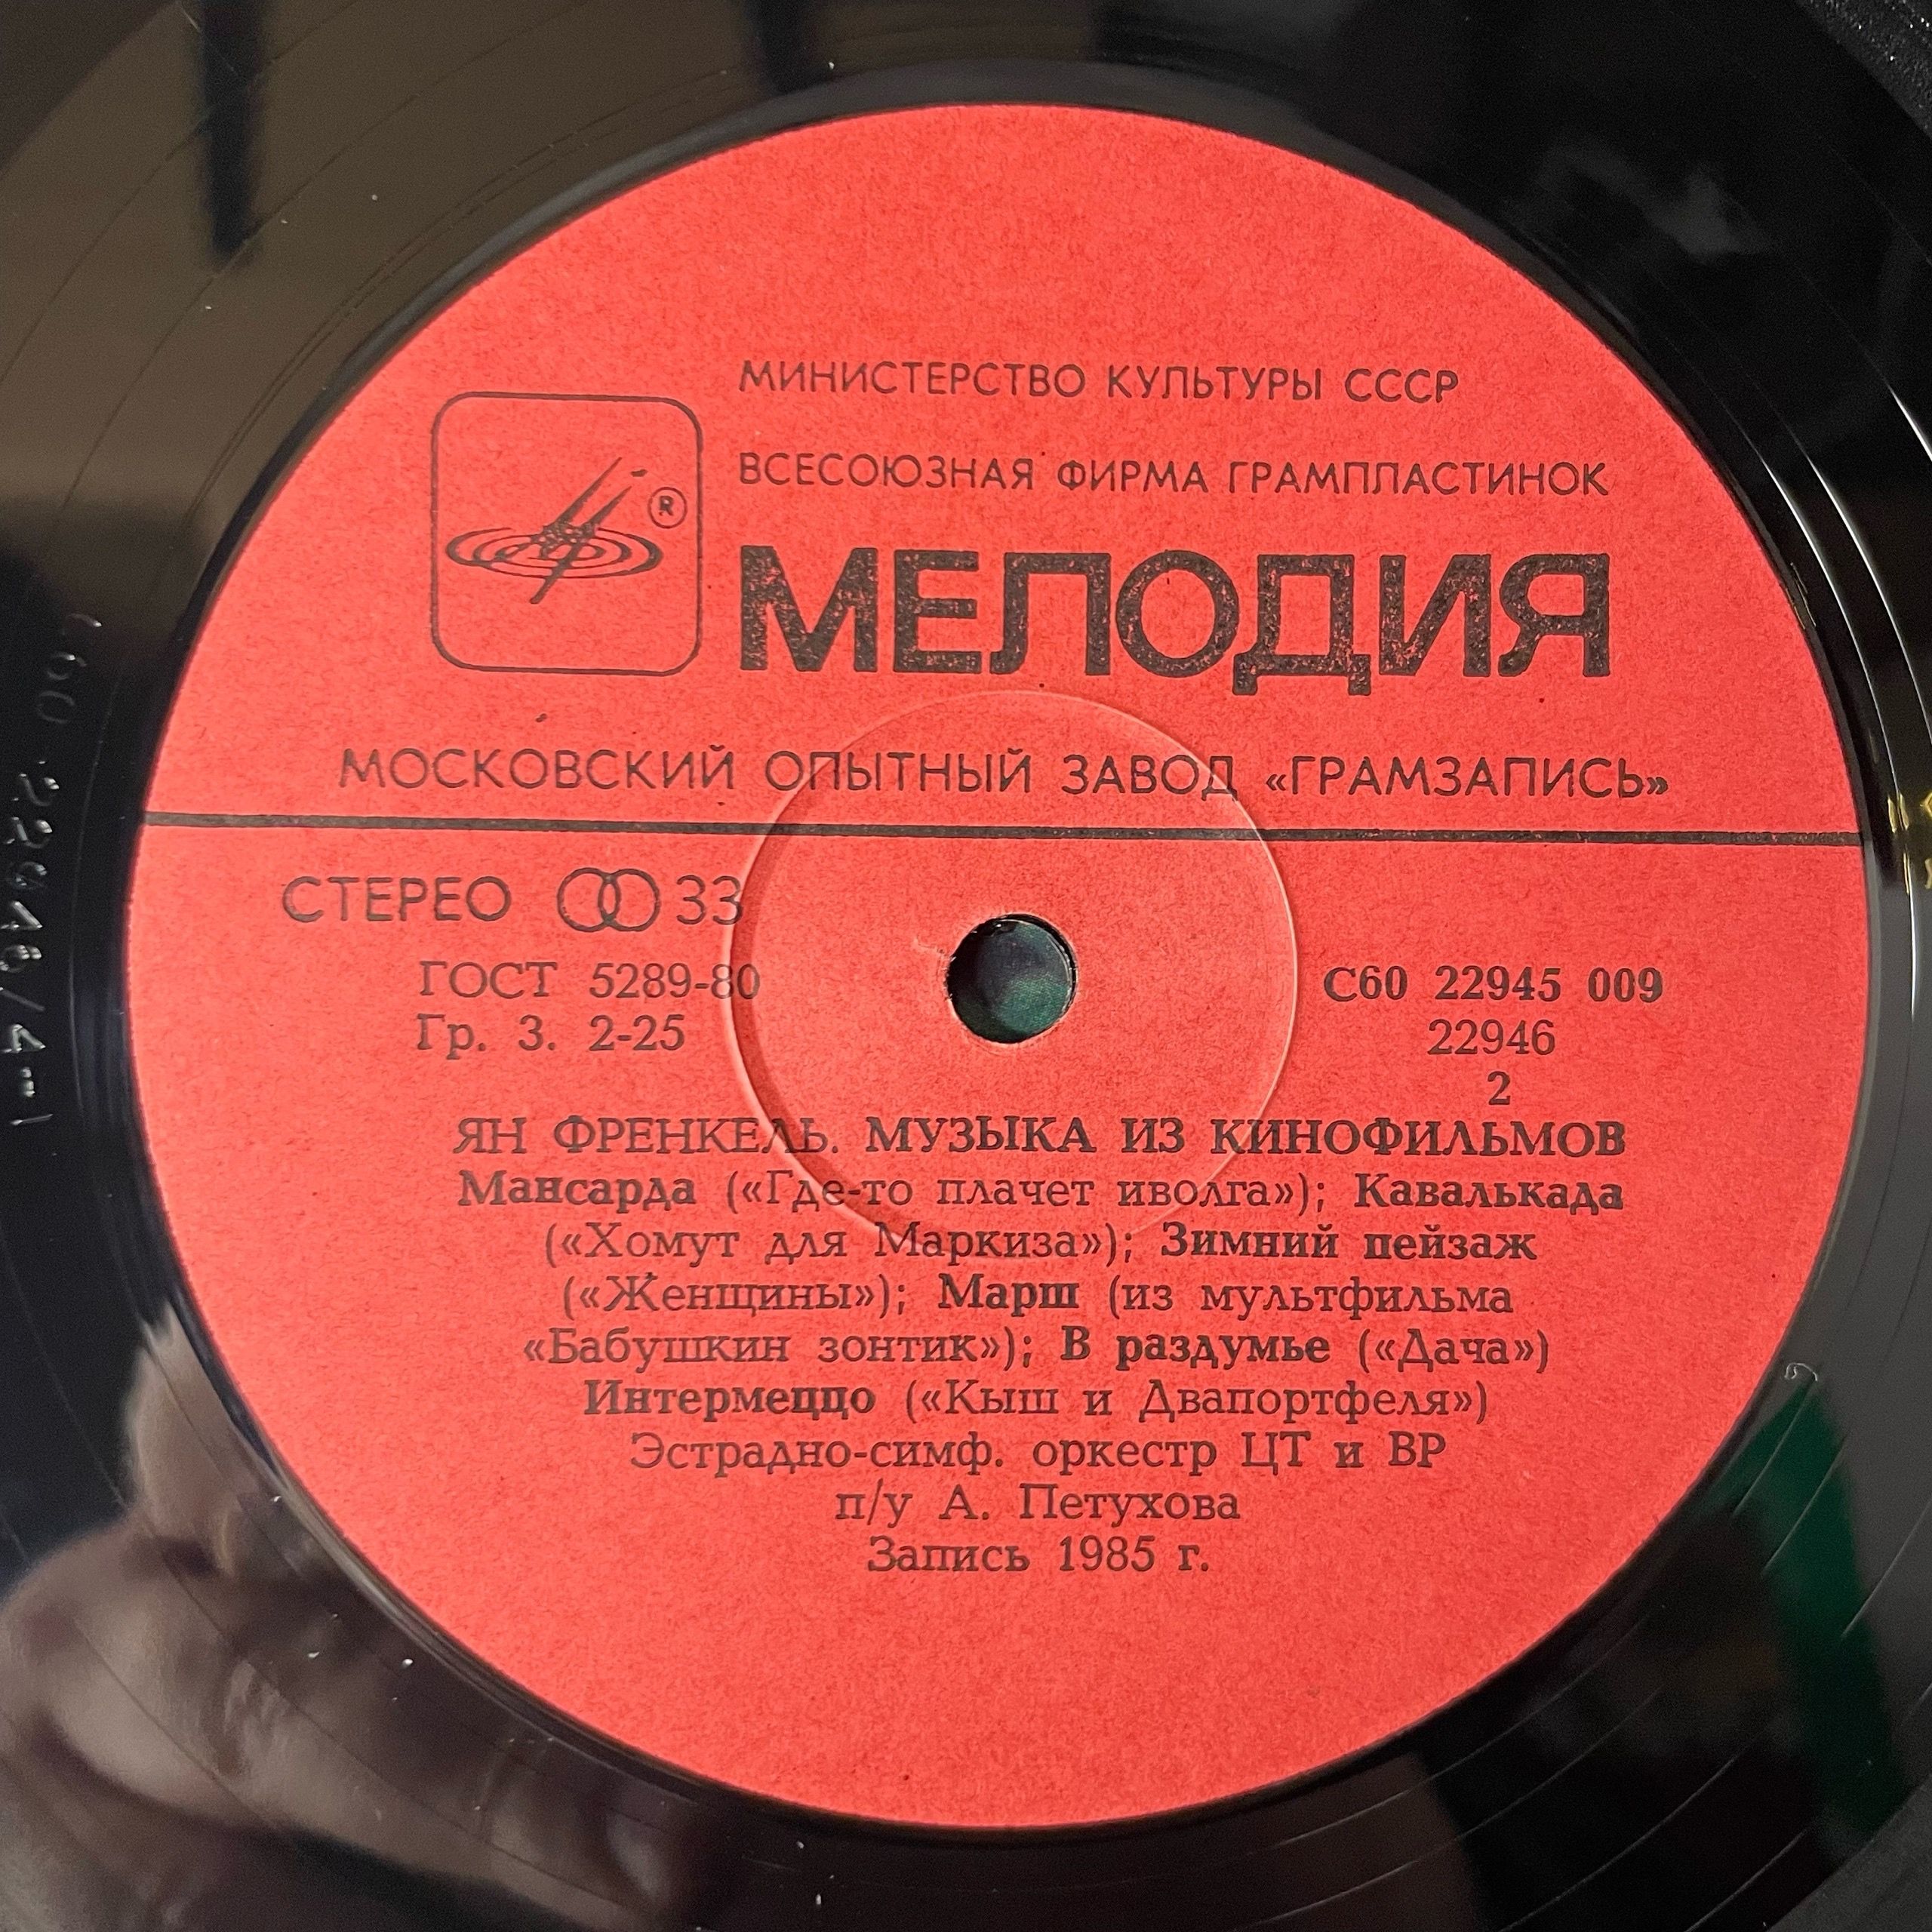 МИНИСТЕРСТВО КУЛЬТУРЫ СССР
ВСЕСОЮЗНАЯ ФИРМА ГРАМПЛАСТИНОК
®
МЕЛОДИЯ
МОСКОВСКИЙ ОПЫТНЫЙ ЗАВОД «ГРАМЗАПИСЬ»
СТЕРЕО 33
ГОСТ 5289-80
Гр. 3. 2-25
С60 22945 009
22946
2
ЯН ФРЕНКЕЛЬ. МУЗЫКА ИЗ КИНОФИЛЬМОВ
Мансарда («Где-то плачет иволга»); Кавалькада
(«Хомут для Маркиза»); Зимний пейзаж
(«Женщины»); Марш (из мультфильма
«Бабушкин зонтик»); В раздумье («Дача»)
Интермеццо («Кыш и Двапортфеля»)
Эстрадно-симф. оркестр ЦТ и ВР
п/у А. Петухова
Запись 1985 г.